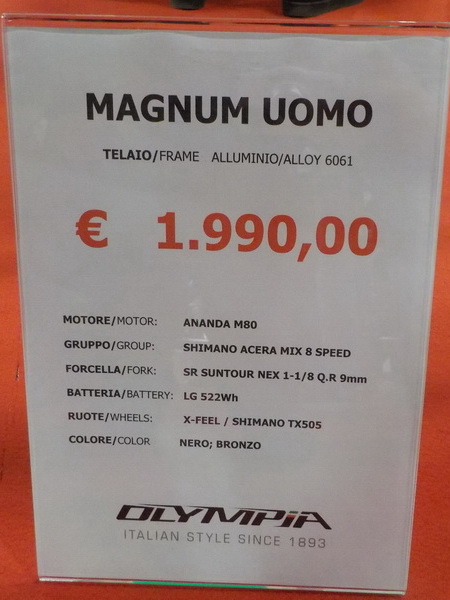 MAGNUM UOMO
TELAIO/FRAME ALLUMINIO/ALLOY 6061
€ 1.990,00
MOTORE/MOTOR: ANANDA M80
GRUPPO/GROUP: SHIMANO ACERA MIX 8 SPEED
FORCELLA/FORK: SR SUNTOUR NEX 1-1/8 Q.R 9mm
BATTERIA/BATTERY: LG 522Wh
RUOTE/WHEELS: X-FEEL / SHIMANO TX505
COLORE/COLOR NERO; BRONZO
OLYMPIA
ITALIAN STYLE SINCE 1893